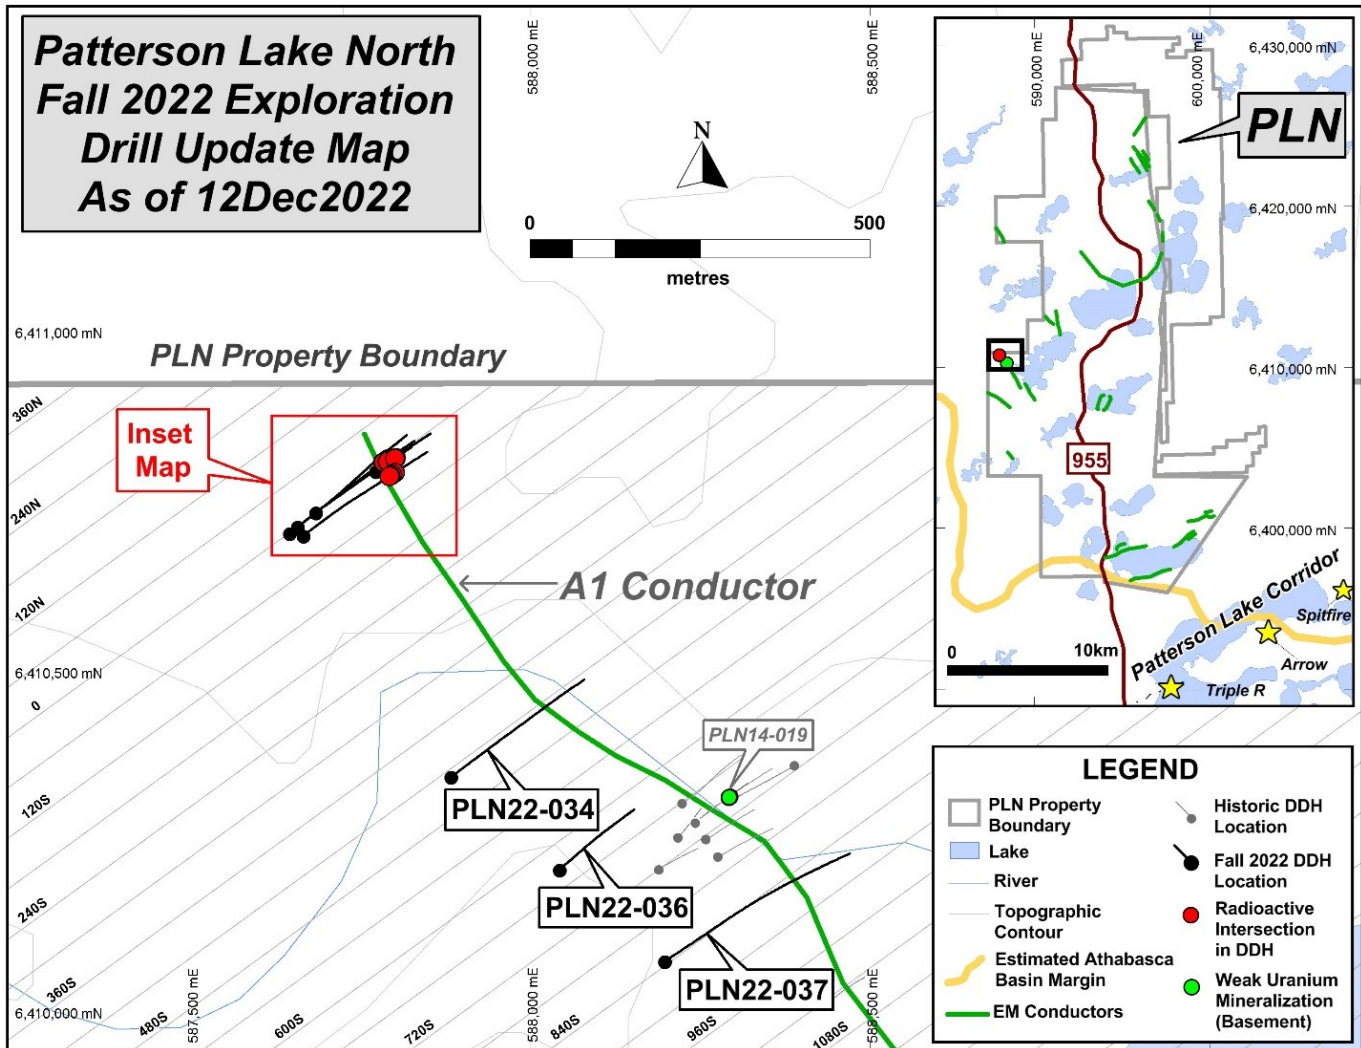 Patterson Lake North
Fall 2022 Exploration
Drill Update Map
As of 12Dec2022
588,000 mE
588,500 mE
N
0
500
metres
6,411,000 mN
PLN Property Boundary
360N
Inset
Map
240N
A1 Conductor
120N
6,410,500 mN
0
PLN14-019
120S
PLN22-034
PLN22-036
240S
PLN22-037
360S
6,410,000 mN
480S
587,500 mE
600S
720S
588,000 mE
840S
960S
1080S
588,500 mE
590,000 mE
600,000 mE
6,430,000 mN
PLN
6,420,000 mN
6,410,000 mN
955
6,400,000 mN
Patterson Lake Corridor
Spitfire
0
10km
Arrow
Triple R
LEGEND
PLN Property
Boundary
Lake
River
Topographic
Contour
Estimated Athabasca
Basin Margin
EM Conductors
Historic DDH
Location
Fall 2022 DDH
Location
Radioactive
Intersection
in DDH
Weak Uranium
Mineralization
(Basement)